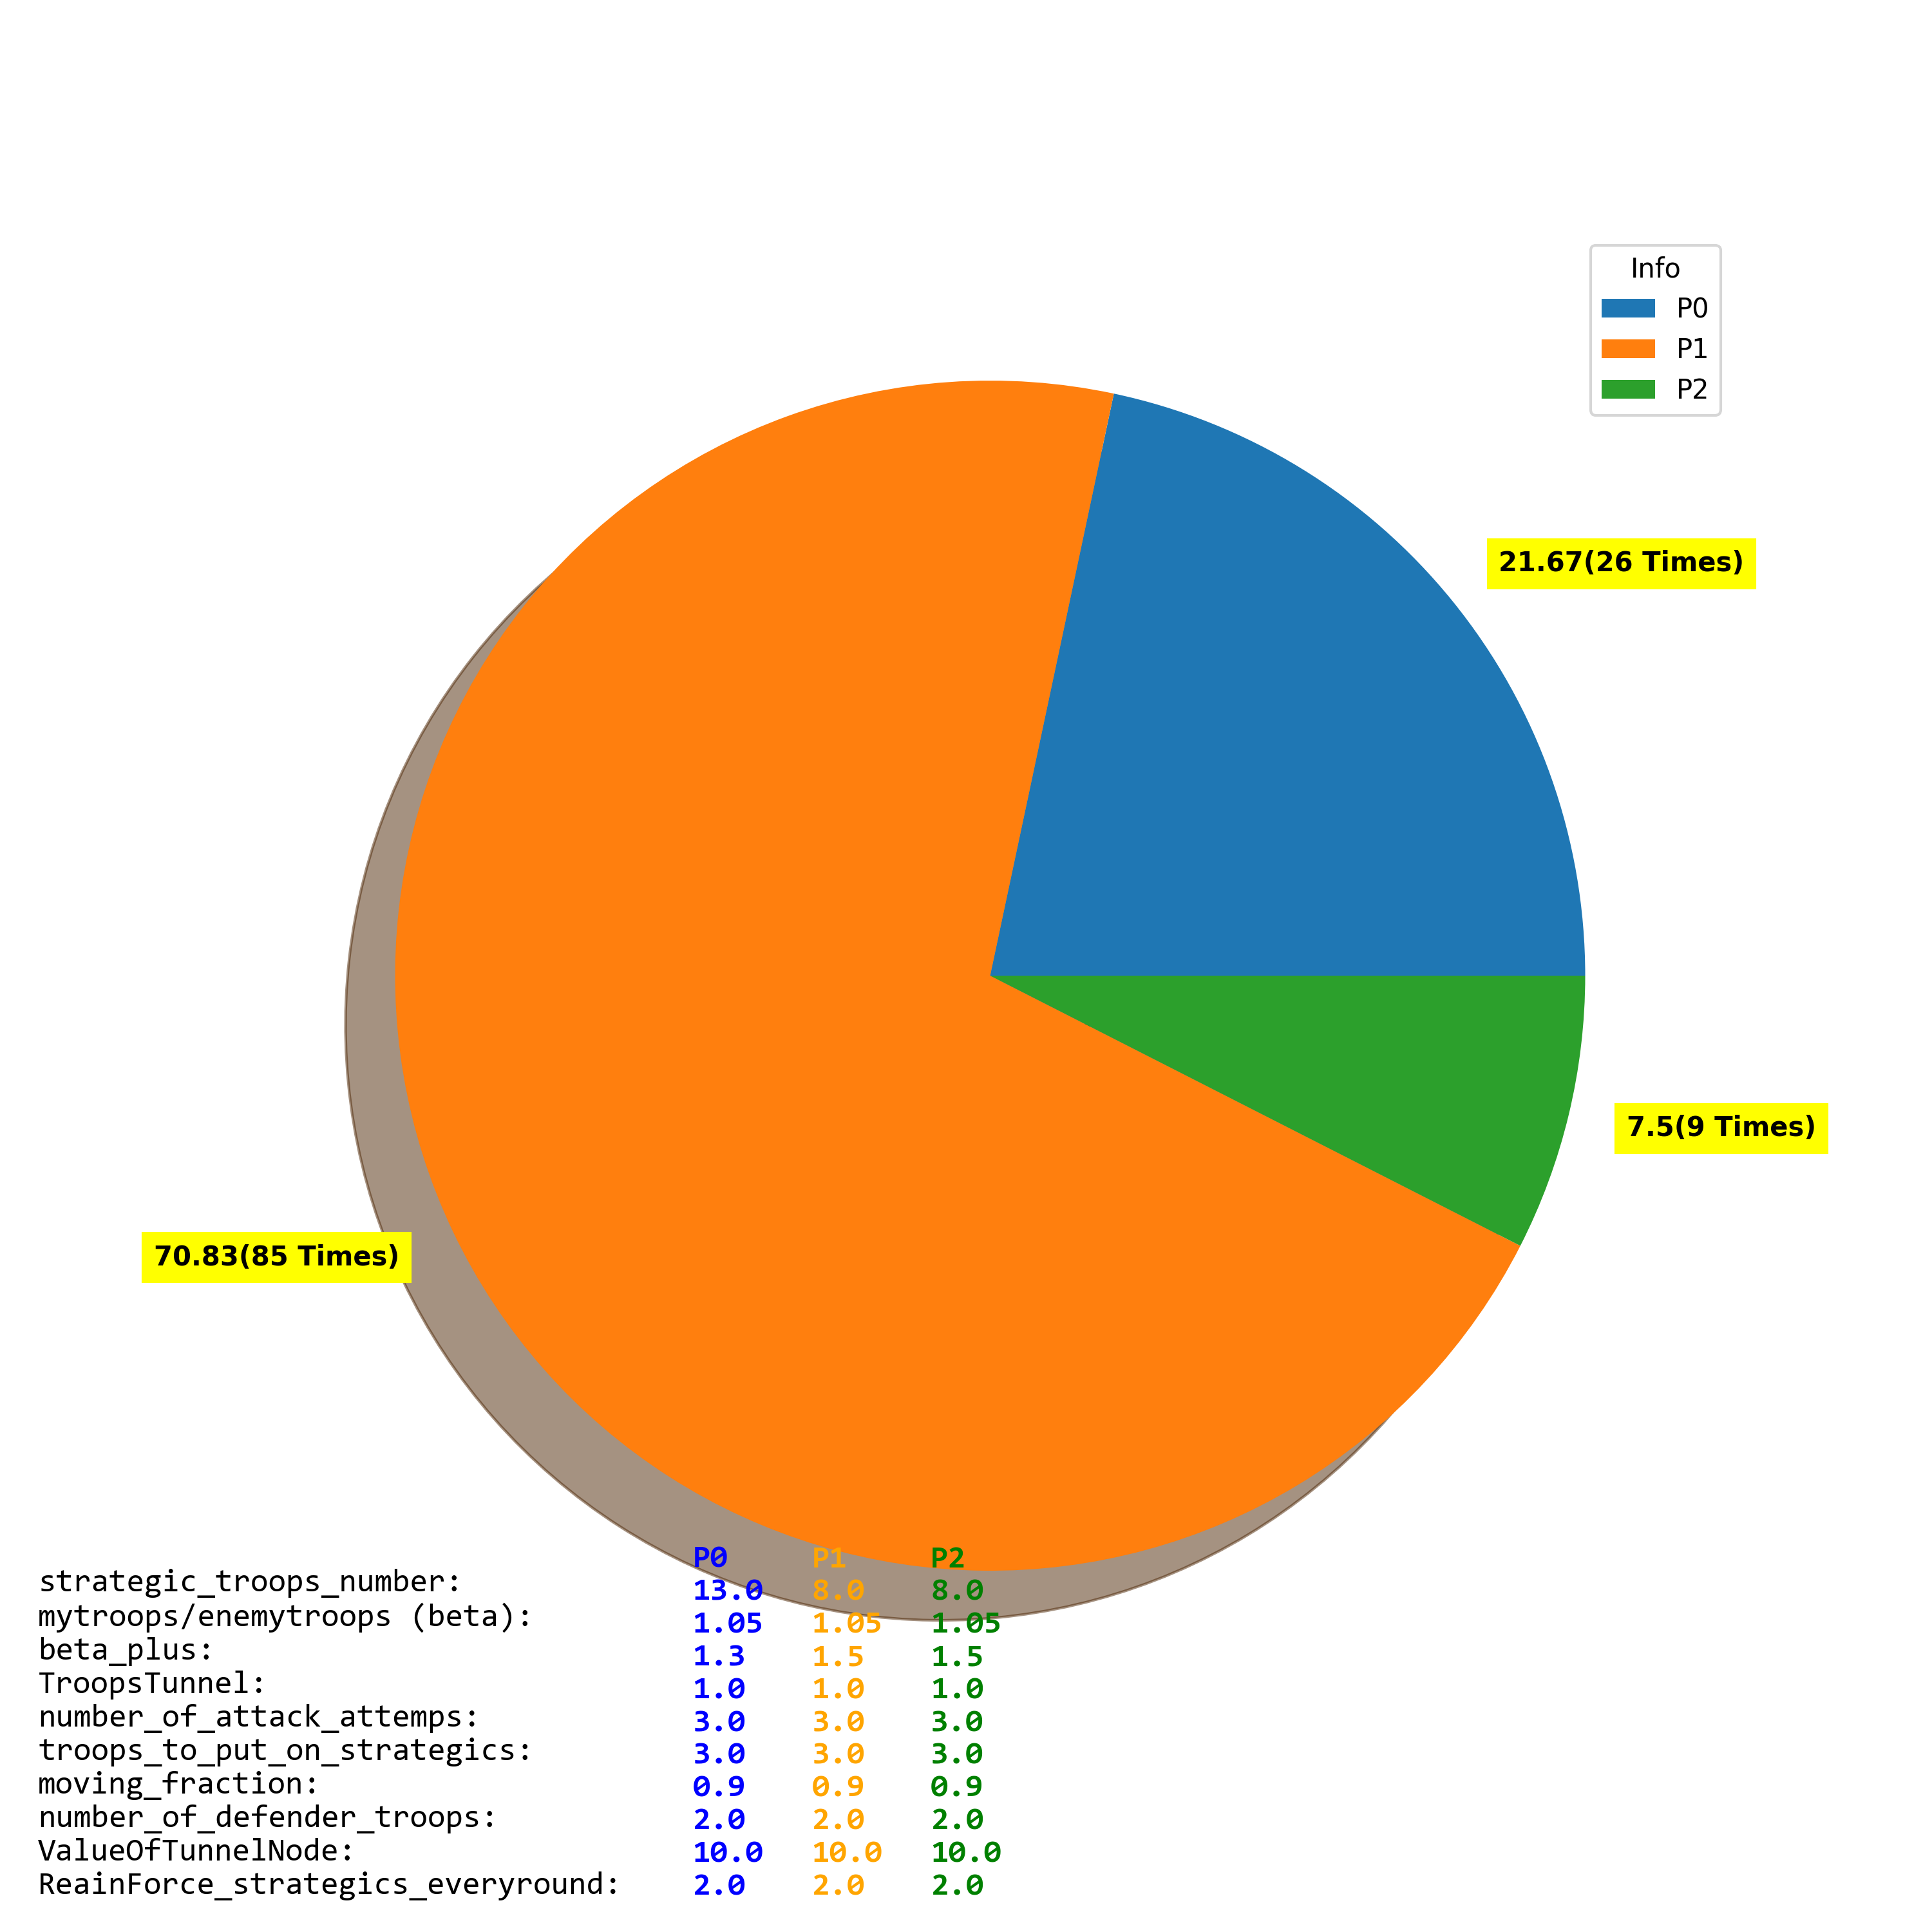 Info
P0
P1
P2
21.67(26 Times)
7.5(9 Times)
70.83(85 Times)
P0 P1 P2
strategic_troops_number: 13.0 8.0 8.0
mytroops/enemytroops (beta): 1.05 1.05 1.05
beta_plus: 1.3 1.5 1.5
TroopsTunnel: 1.0 1.0 1.0
number_of_attack_attemps: 3.0 3.0 3.0
troops_to_put_on_strategics: 3.0 3.0 3.0
moving_fraction: 0.9 0.9 0.9
number_of_defender_troops: 2.0 2.0 2.0
ValueOfTunnelNode: 10.0 10.0 10.0
ReainForce_strategics_everyround: 2.0 2.0 2.0